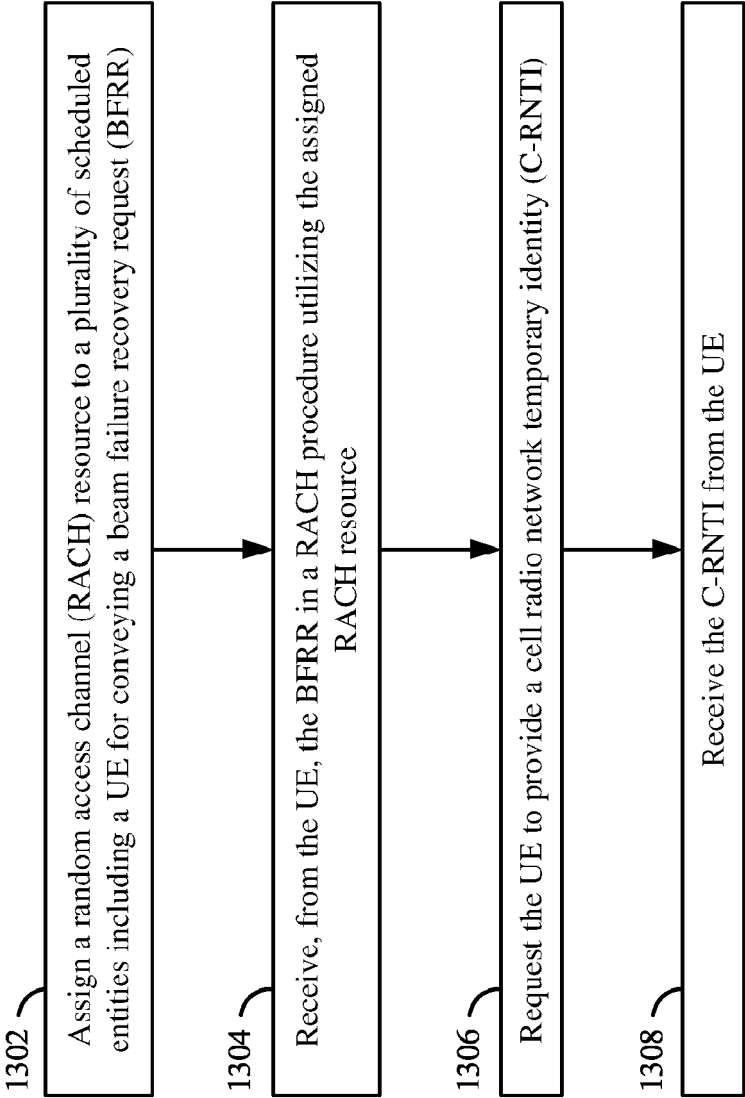 1302
Assign a random access channel (RACH) resource to a plurality of scheduled
entities including a UE for conveying a beam failure recovery request (BFRR)
1304
Receive, from the UE, the BFRR in a RACH procedure utilizing the assigned
RACH resource
1306
Request the UE to provide a cell radio network temporary identity (C-RNTI)
1308
Receive the C-RNTI from the UE